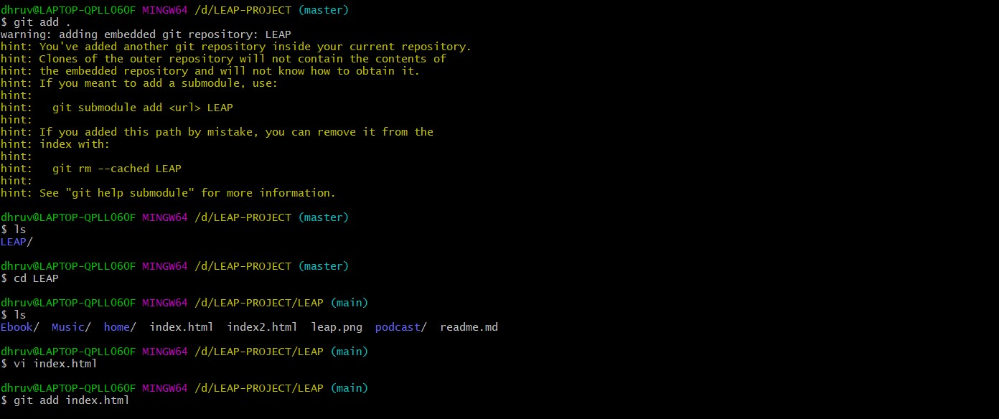 dhruv@LAPTOP-QPLL060F MINGW64 /d/LEAP-PROJECT (master)
$ git add .
warning: adding embedded git repository: LEAP
hint: You've added another git repository inside your current repository.
hint: Clones of the outer repository will not contain the contents of
hint: the embedded repository and will not know how to obtain it.
hint: If you meant to add a submodule, use:
hint:
hint:   git submodule add <url> LEAP
hint:
hint: If you added this path by mistake, you can remove it from the
hint: index with:
hint:
hint:   git rm --cached LEAP
hint:
hint: See "git help submodule" for more information.
dhruv@LAPTOP-QPLL060F MINGW64 /d/LEAP-PROJECT (master)
$ ls
LEAP/
dhruv@LAPTOP-QPLL060F MINGW64 /d/LEAP-PROJECT (master)
$ cd LEAP
dhruv@LAPTOP-QPLL060F MINGW64 /d/LEAP-PROJECT/LEAP (main)
$ ls
Ebook/  Music/  home/  index.html  index2.html  leap.png  podcast/  readme.md
dhruv@LAPTOP-QPLL060F MINGW64 /d/LEAP-PROJECT/LEAP (main)
$ vi index.html
dhruv@LAPTOP-QPLL060F MINGW64 /d/LEAP-PROJECT/LEAP (main)
$ git add index.html